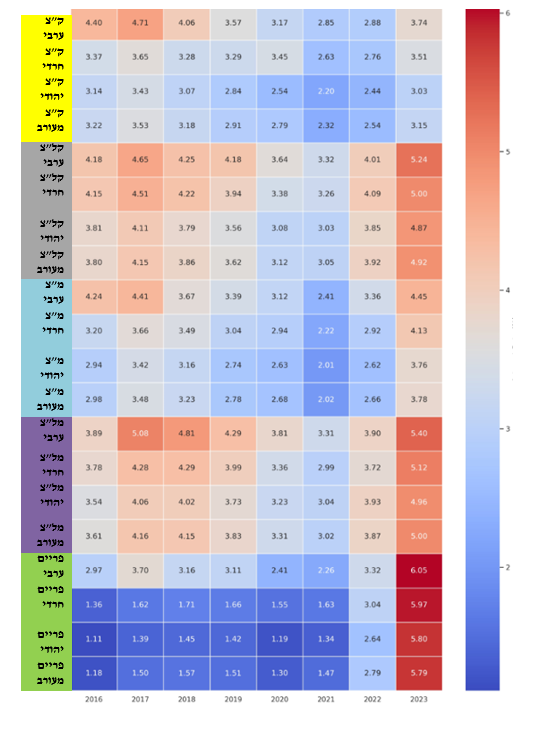 ק״צ 4.40 4.71 4.06 3.57 3.17 2.85 2.88 3.74
ערבי
ק״צ 3.37 3.65 3.28 3.29 3.45 2.63 2.76 3.51
חרדי
ק״צ 3.14 3.43 3.07 2.84 2.54 2.20 2.44 3.03
יהודי
ק״צ 3.22 3.53 3.18 2.91 2.79 2.32 2.54 3.15
מעורב
קל״צ 4.18 4.65 4.25 4.18 3.64 3.32 4.01 5.24
ערבי
קל״צ 4.15 4.51 4.22 3.94 3.38 3.26 4.09 5.00
חרדי
קל״צ 3.81 4.11 3.79 3.56 3.08 3.03 3.85 4.87
יהודי
קל״צ 3.80 4.15 3.86 3.62 3.12 3.05 3.92 4.92
מעורב
מ״צ 4.24 4.41 3.67 3.39 3.12 2.41 3.36 4.45
ערבי
מ״צ 3.20 3.66 3.49 3.04 2.94 2.22 2.92 4.13
חרדי
מ״צ 2.94 3.42 3.16 2.74 2.63 2.01 2.62 3.76
יהודי
מ״צ 2.98 3.48 3.23 2.78 2.68 2.02 2.66 3.78
מעורב
מל״צ 3.89 5.08 4.81 4.29 3.81 3.31 3.90 5.40
ערבי
מל״צ 3.78 4.28 4.29 3.99 3.36 2.99 3.72 5.12
חרדי
מל״צ 3.54 4.06 4.02 3.73 3.23 3.04 3.93 4.96
יהודי
מל״צ 3.61 4.16 4.15 3.83 3.31 3.02 3.87 5.00
מעורב
פריים 2.97 3.70 3.16 3.11 2.41 2.26 3.32 6.05
ערבי
פריים 1.36 1.62 1.71 1.66 1.55 1.63 3.04 5.97
חרדי
פריים 1.11 1.39 1.45 1.42 1.19 1.34 2.64 5.80
יהודי
פריים 1.18 1.50 1.57 1.51 1.30 1.47 2.79 5.79
מעורב
2016 2017 2018 2019 2020 2021 2022 2023
6
5
4
3
2